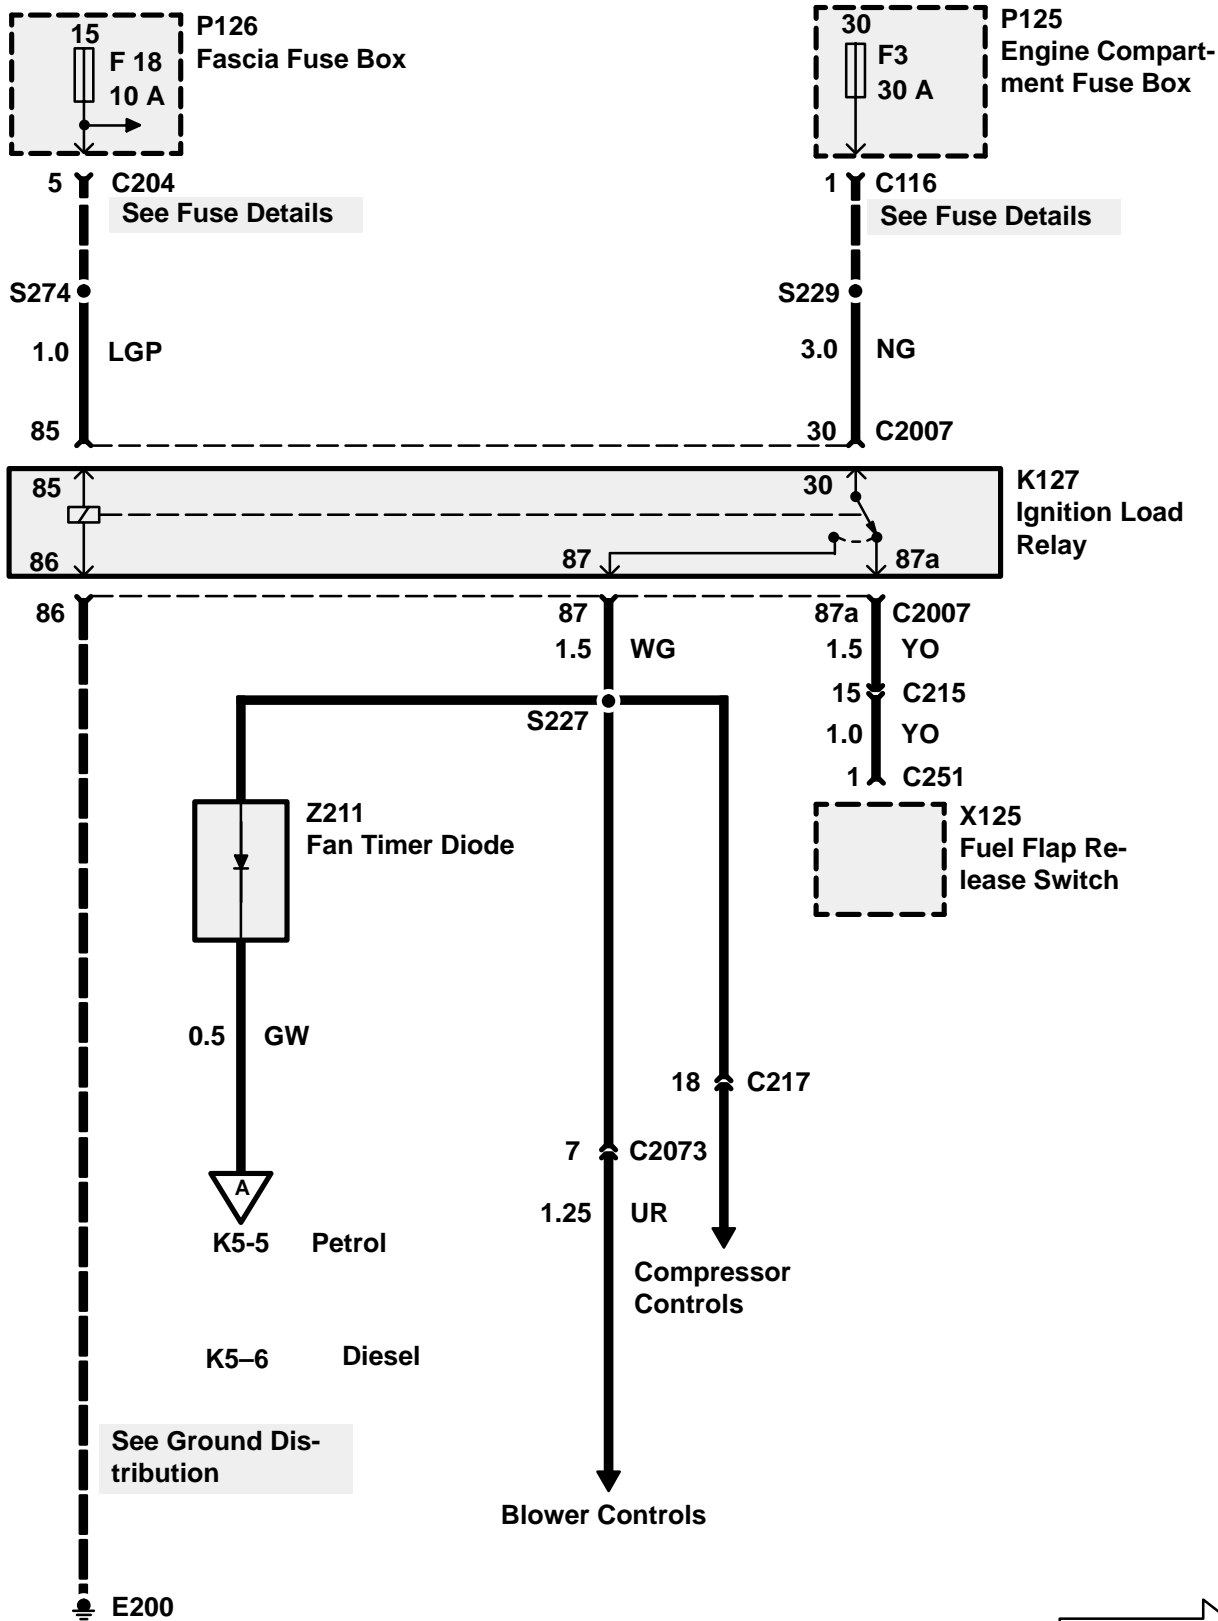 15
F 18
10 A
P126
Fascia Fuse Box
30
F3
30 A
P125
Engine Compart-
ment Fuse Box
5 C204
See Fuse Details
1 C116
See Fuse Details
S274
S229
1.0 LGP
3.0 NG
85
30 C2007
85
30
86
87
87a
K127
Ignition Load
Relay
86
87
87a C2007
1.5 WG
1.5 YO
15 C215
S227
1.0 YO
1 C251
Z211
Fan Timer Diode
X125
Fuel Flap Re-
lease Switch
0.5 GW
18 C217
7 C2073
A
1.25 UR
K5-5 Petrol
Compressor
Controls
K5–6 Diesel
See Ground Dis-
tribution
Blower Controls
E200